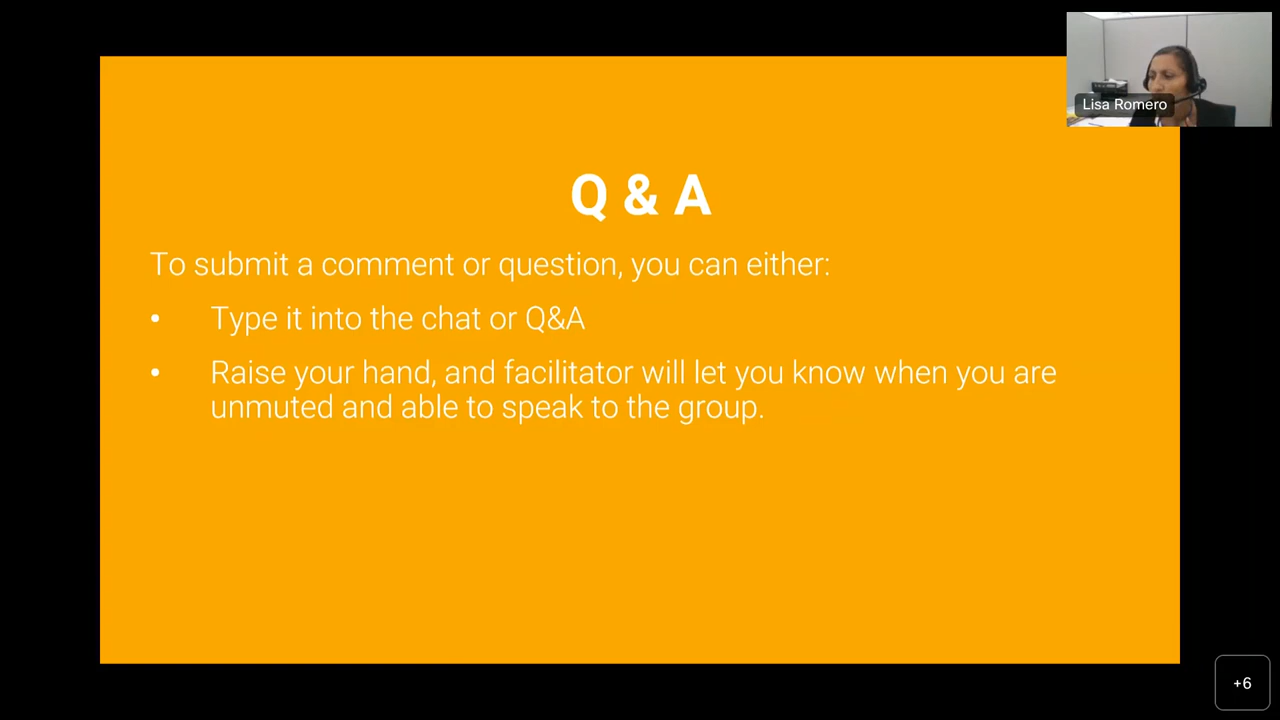 Lisa Romero
Q & A
To submit a comment or question, you can either:
• Type it into the chat or Q&A
• Raise your hand, and facilitator will let you know when you are
unmuted and able to speak to the group.
+6